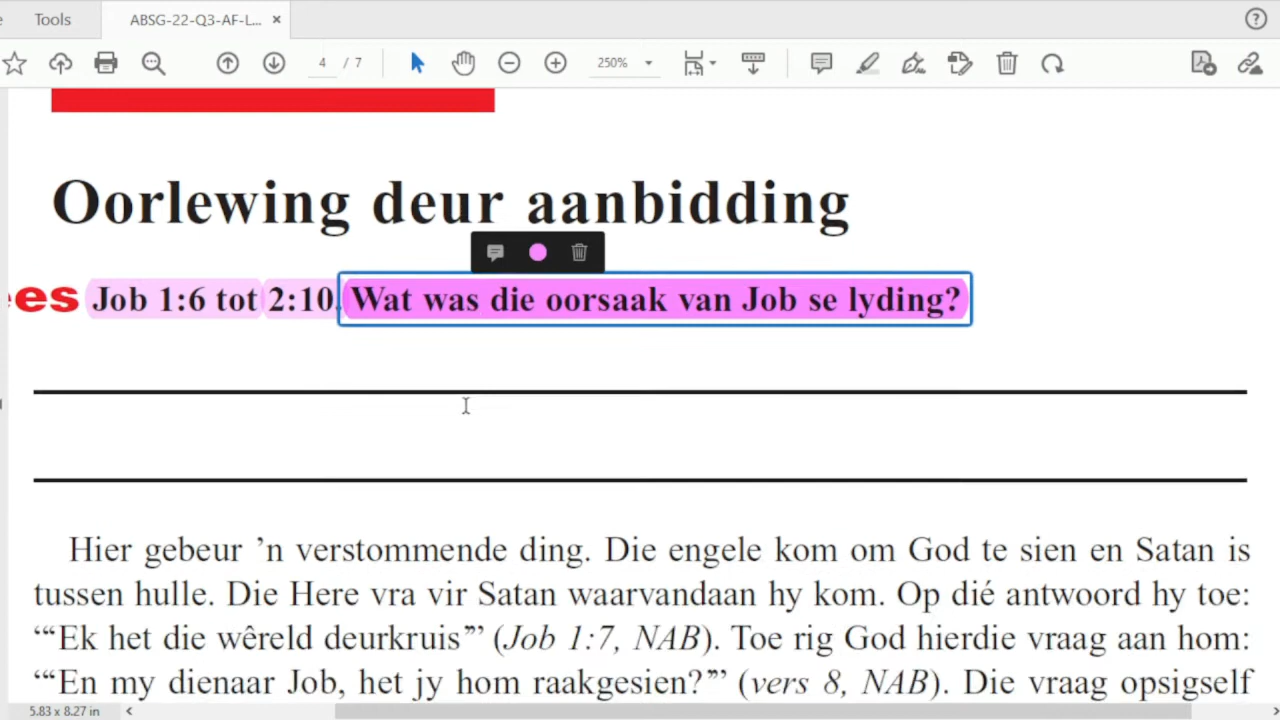 Tools ABSG-22-Q3-AF-L... ×
4 / 7 250%
Oorlewing deur aanbidding
ees Job 1:6 tot 2:10. Wat was die oorsaak van Job se lyding?
Hier gebeur ’n verstommende ding. Die engele kom om God te sien en Satan is
tussen hulle. Die Here vra vir Satan waarvandaan hy kom. Op dié antwoord hy toe:
“‘Ek het die wêreld deurkruis’” (Job 1:7, NAB). Toe rig God hierdie vraag aan hom:
“‘En my dienaar Job, het jy hom raakgesien?’” (vers 8, NAB). Die vraag opsigself
5.83 x 8.27 in